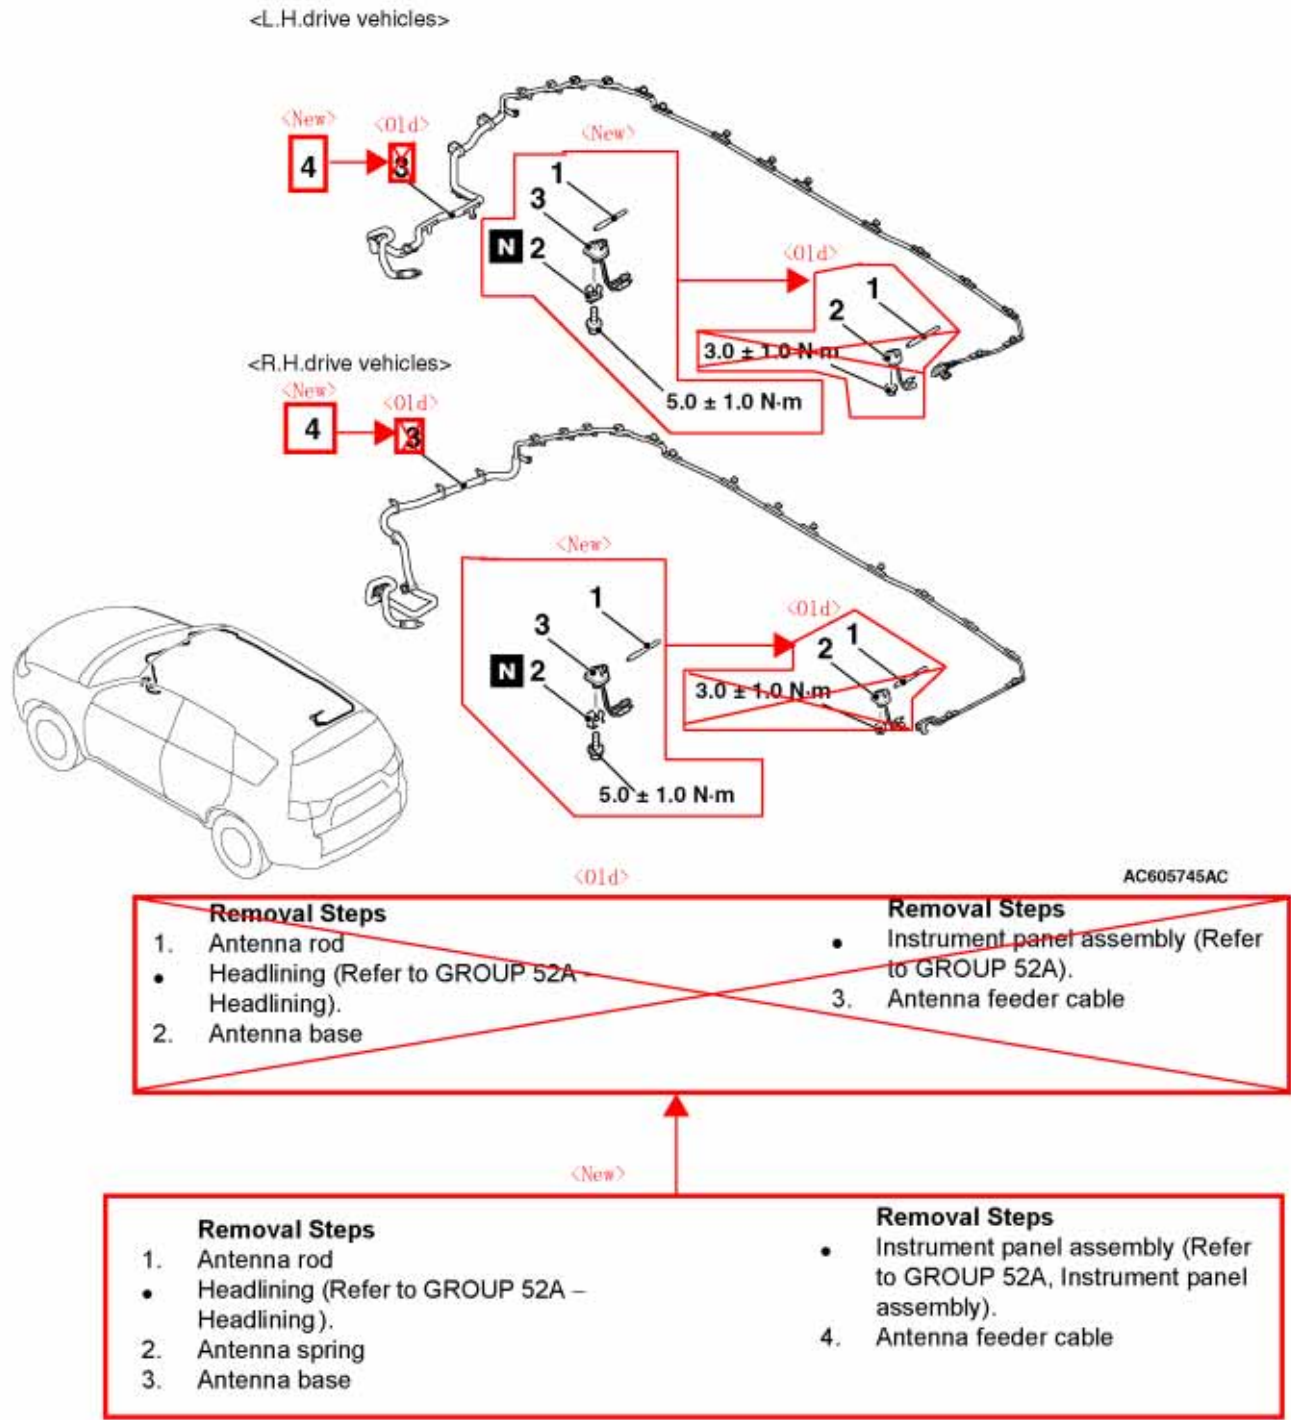 <L.H.drive vehicles>
<New>
<Old>
4
3
<New>
1
3
N 2
<Old>
1
2
3.0 ± 1.0 N·m
5.0 ± 1.0 N·m
<R.H.drive vehicles>
<New>
<Old>
4
3
<New>
1
3
N 2
<Old>
1
2
3.0 ± 1.0 N·m
5.0 ± 1.0 N·m
AC605745AC
<Old>
Removal Steps
1. Antenna rod
• Headlining (Refer to GROUP 52A –
Headlining).
2. Antenna base
Removal Steps
• Instrument panel assembly (Refer
to GROUP 52A).
3. Antenna feeder cable
<New>
Removal Steps
1. Antenna rod
• Headlining (Refer to GROUP 52A –
Headlining).
2. Antenna spring
3. Antenna base
Removal Steps
• Instrument panel assembly (Refer
to GROUP 52A, Instrument panel
assembly).
4. Antenna feeder cable